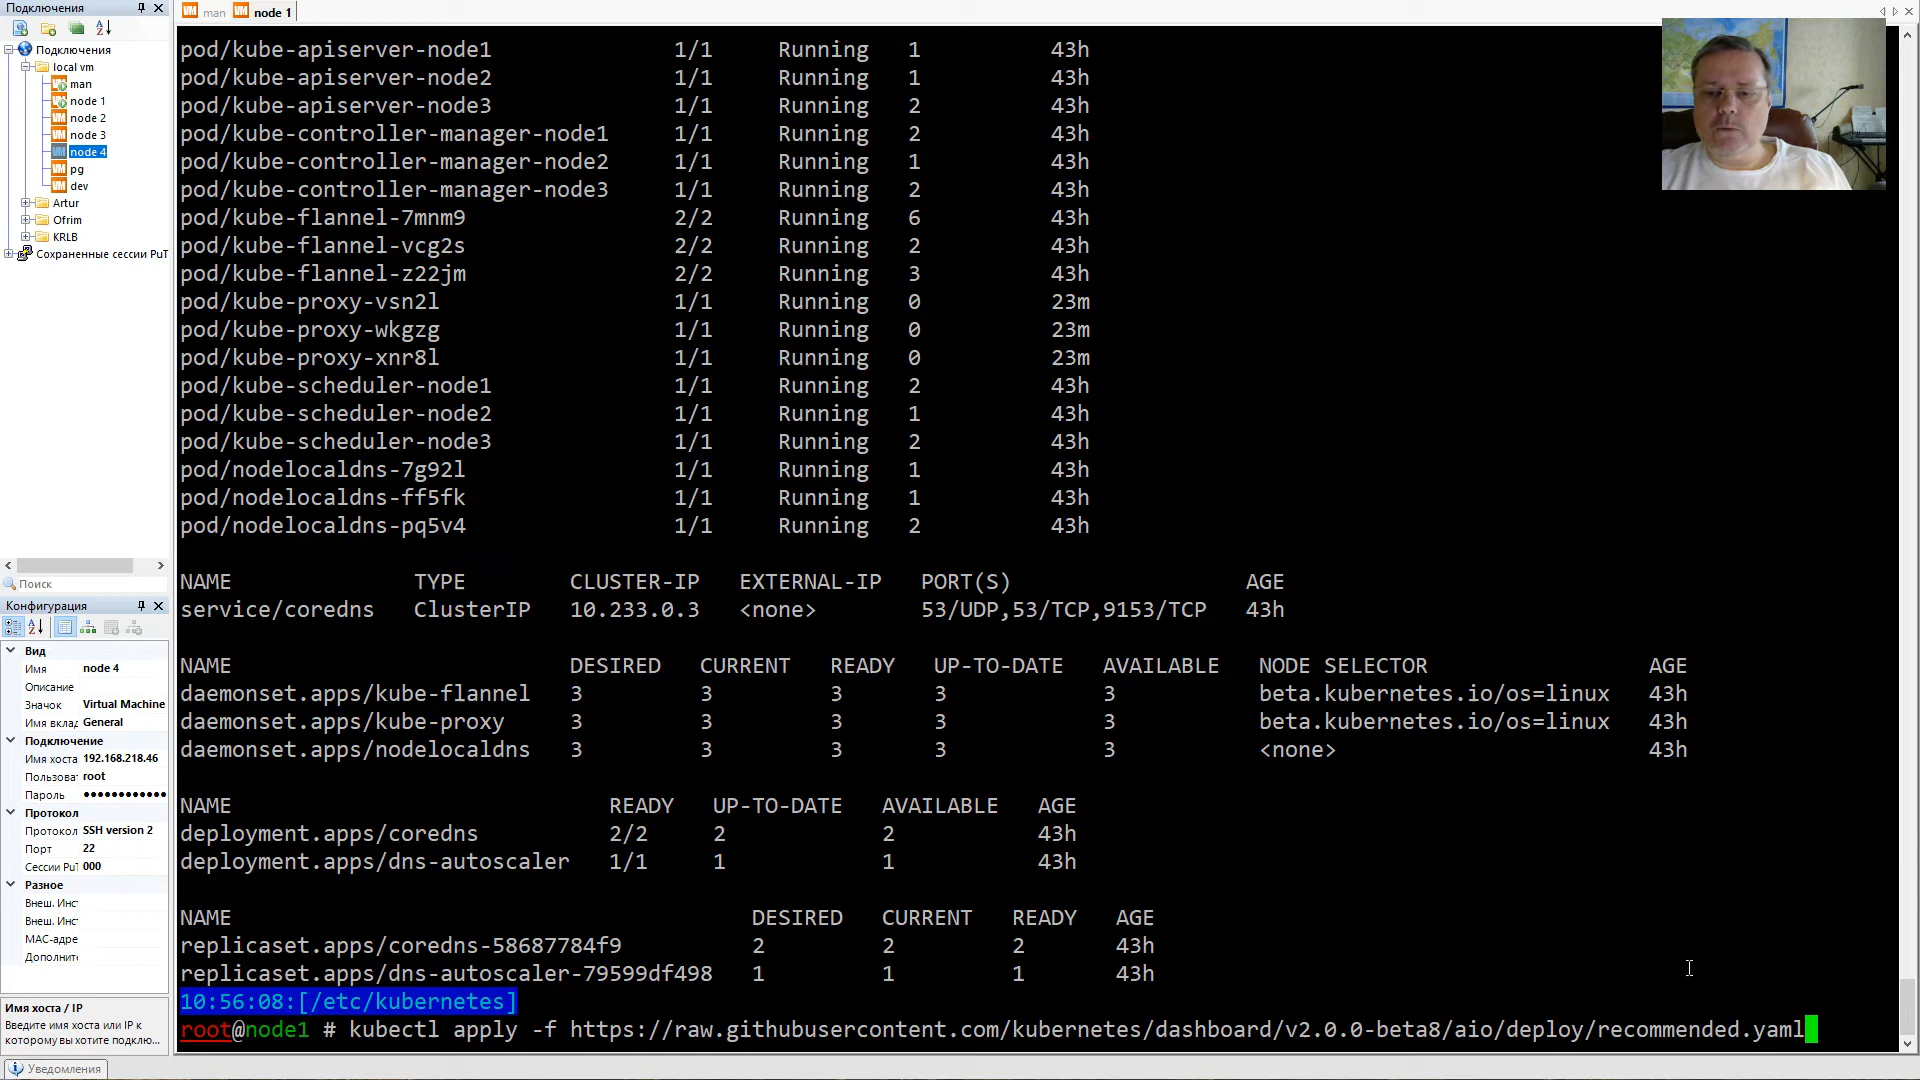 Подключения
man
node 1
Подключения
local vm
man
node 1
node 2
node 3
node 4
pg
dev
Artur
Ofrim
KRLB
Сохраненные сессии PuT
Поиск
Конфигурация
Вид
Имя node 4
Описание
Значок Virtual Machine
Имя вклад General
Подключение
Имя хоста 192.168.218.46
Пользоват root
Пароль ••••••••••••
Протокол
Протокол SSH version 2
Порт 22
Сессии PuT 000
Разное
Внеш. Инс
Внеш. Инс
MAC-адре
Дополните
Имя хоста / IP
Введите имя хоста или IP к
которому вы хотите подклю...
Уведомления
pod/kube-apiserver-node1 1/1 Running 1 43h
pod/kube-apiserver-node2 1/1 Running 1 43h
pod/kube-apiserver-node3 1/1 Running 2 43h
pod/kube-controller-manager-node1 1/1 Running 2 43h
pod/kube-controller-manager-node2 1/1 Running 1 43h
pod/kube-controller-manager-node3 1/1 Running 2 43h
pod/kube-flannel-7mnm9 2/2 Running 6 43h
pod/kube-flannel-vcg2s 2/2 Running 2 43h
pod/kube-flannel-z22jm 2/2 Running 3 43h
pod/kube-proxy-vsn2l 1/1 Running 0 23m
pod/kube-proxy-wkgzg 1/1 Running 0 23m
pod/kube-proxy-xnr8l 1/1 Running 0 23m
pod/kube-scheduler-node1 1/1 Running 2 43h
pod/kube-scheduler-node2 1/1 Running 1 43h
pod/kube-scheduler-node3 1/1 Running 2 43h
pod/nodelocaldns-7g92l 1/1 Running 1 43h
pod/nodelocaldns-ff5fk 1/1 Running 1 43h
pod/nodelocaldns-pq5v4 1/1 Running 2 43h
NAME TYPE CLUSTER-IP EXTERNAL-IP PORT(S) AGE
service/coredns ClusterIP 10.233.0.3 <none> 53/UDP,53/TCP,9153/TCP 43h
NAME DESIRED CURRENT READY UP-TO-DATE AVAILABLE NODE SELECTOR AGE
daemonset.apps/kube-flannel 3 3 3 3 3 beta.kubernetes.io/os=linux 43h
daemonset.apps/kube-proxy 3 3 3 3 3 beta.kubernetes.io/os=linux 43h
daemonset.apps/nodelocaldns 3 3 3 3 3 <none> 43h
NAME READY UP-TO-DATE AVAILABLE AGE
deployment.apps/coredns 2/2 2 2 43h
deployment.apps/dns-autoscaler 1/1 1 1 43h
NAME DESIRED CURRENT READY AGE
replicaset.apps/coredns-58687784f9 2 2 2 43h
replicaset.apps/dns-autoscaler-79599df498 1 1 1 43h
10:56:08:[/etc/kubernetes]
root@node1 # kubectl apply -f https://raw.githubusercontent.com/kubernetes/dashboard/v2.0.0-beta8/aio/deploy/recommended.yaml